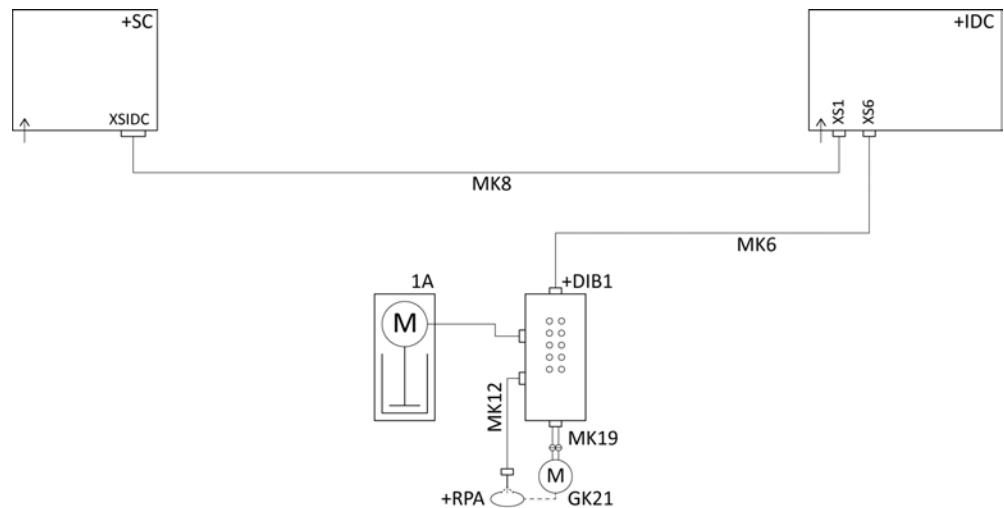 +SC
+IDC
XSIDC
XS1
XS6
MK8
MK6
1A
+DIB1
M
MK12
MK19
M
+RPA
GK21